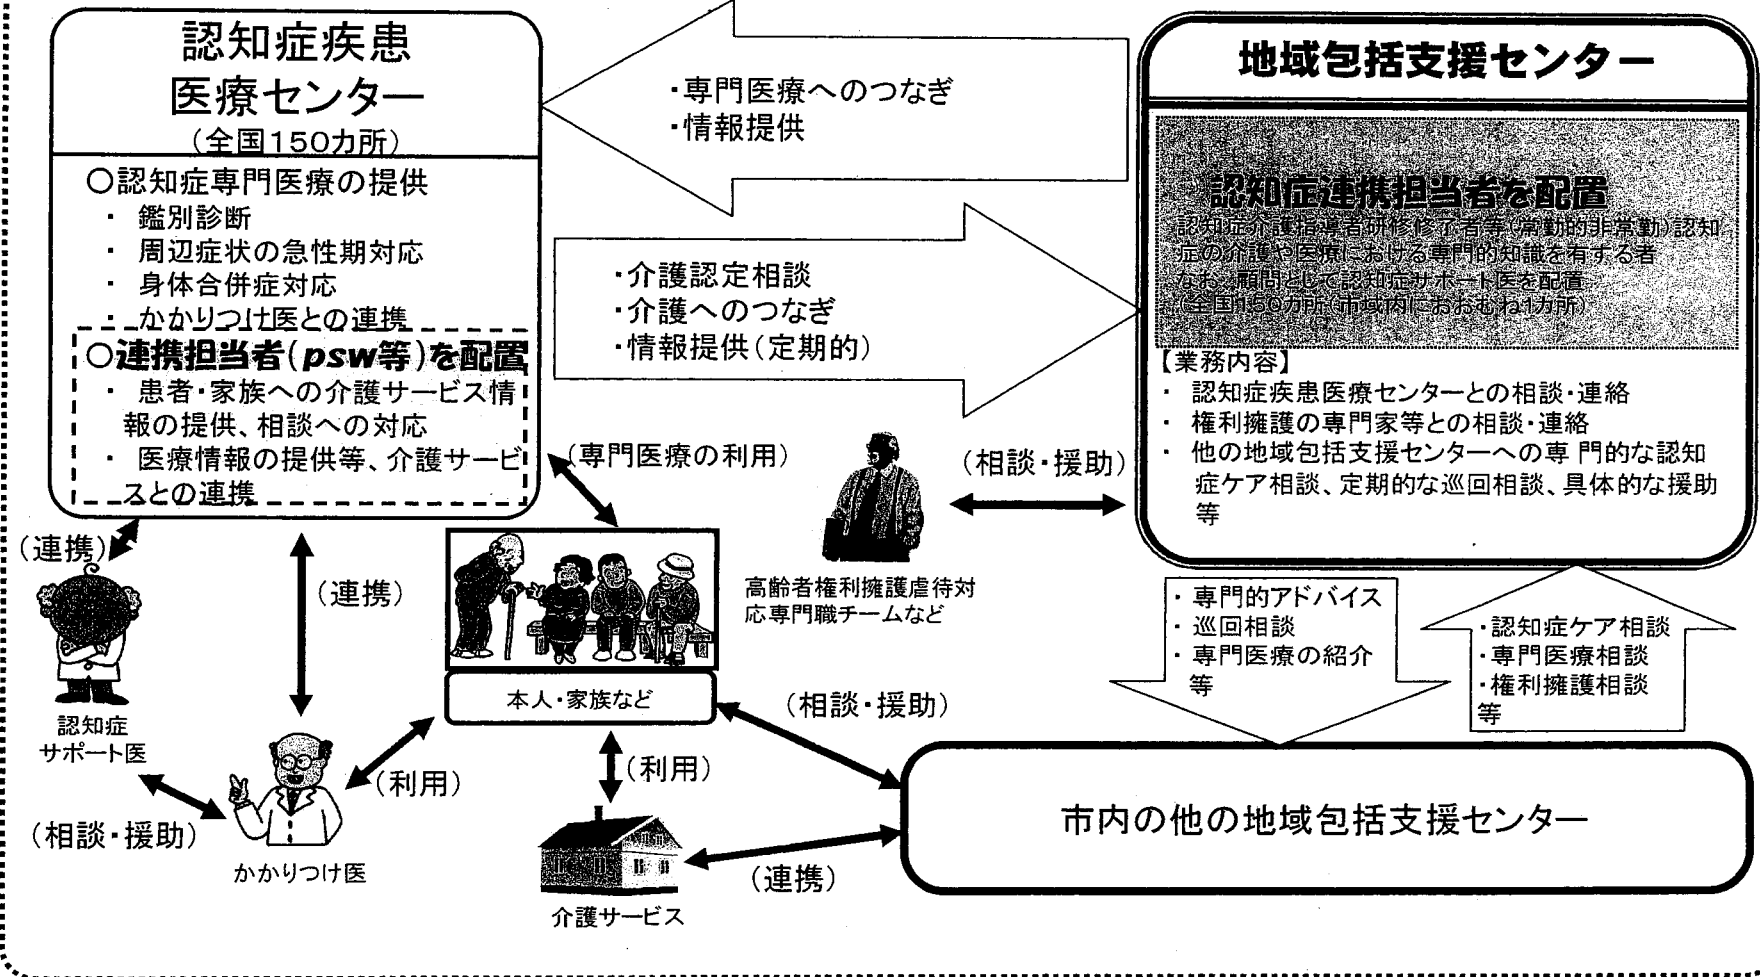 認知症疾患
医療センター
(全国150カ所)
○認知症専門医療の提供
・ 鑑別診断
・ 周辺症状の急性期対応
・ 身体合併症対応
・ かかりつけ医との連携
○連携担当者(psw等)を配置
・ 患者・家族への介護サービス情
報の提供、相談への対応
・ 医療情報の提供等、介護サービ
スとの連携
・専門医療へのつなぎ
・情報提供
・介護認定相談
・介護へのつなぎ
・情報提供(定期的)
地域包括支援センター
認知症連携担当者を配置
認知症介護指導者研修修了者等(常勤的非常勤)認知
症の介護や医療における専門的知識を有する者
なお、顧問として認知症サポート医を配置
(全国150カ所(市域内におおむね1カ所)
【業務内容】
・ 認知症疾患医療センターとの相談・連絡
・ 権利擁護の専門家等との相談・連絡
・ 他の地域包括支援センターへの専 門的な認知
症ケア相談、定期的な巡回相談、具体的な援助
等
(専門医療の利用)
(相談・援助)
高齢者権利擁護虐待対
応専門職チームなど
(連携)
(連携)
認知症
サポート医
本人・家族など
・ 専門的アドバイス
・ 巡回相談
・ 専門医療の紹介
等
・認知症ケア相談
・専門医療相談
・権利擁護相談
等
(相談・援助)
(利用)
(利用)
(相談・援助)
かかりつけ医
介護サービス
(連携)
市内の他の地域包括支援センター